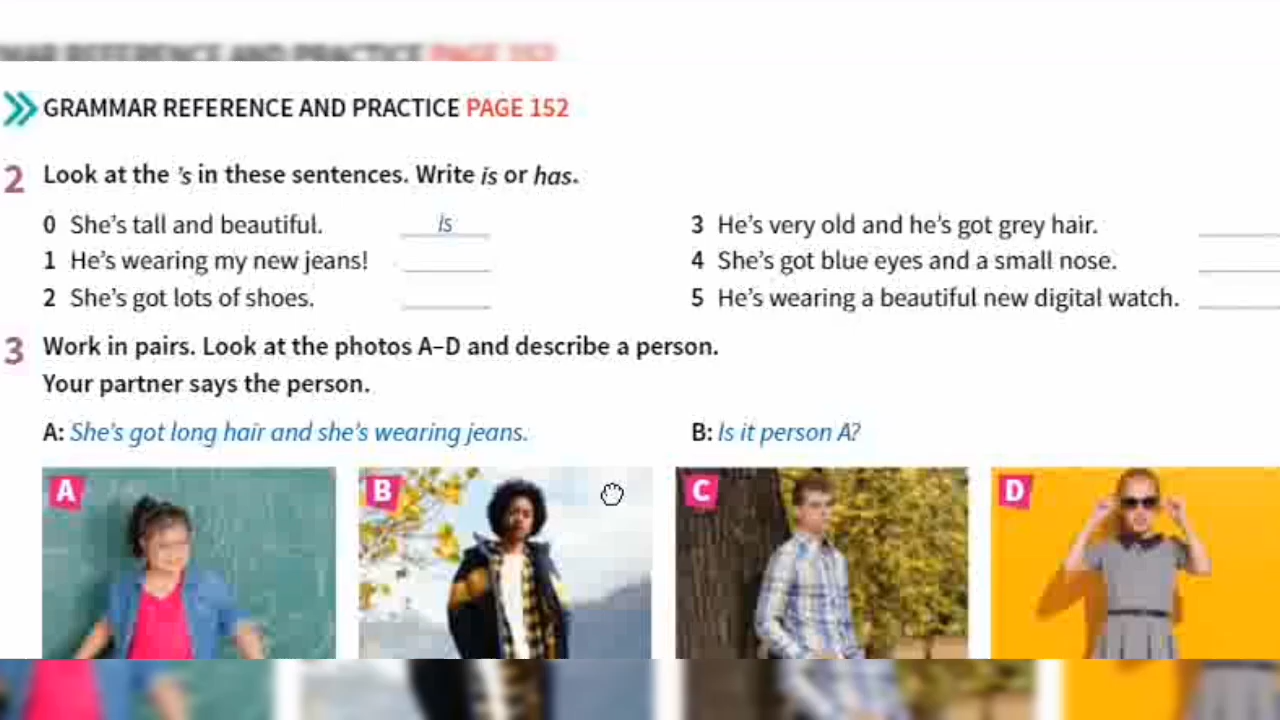 GRAMMAR REFERENCE AND PRACTICE PAGE 152
2 Look at the 's in these sentences. Write is or has.
0 She's tall and beautiful. is
1 He's wearing my new jeans!
2 She's got lots of shoes.
3 He's very old and he's got grey hair.
4 She's got blue eyes and a small nose.
5 He's wearing a beautiful new digital watch.
3 Work in pairs. Look at the photos A–D and describe a person.
Your partner says the person.
A: She's got long hair and she's wearing jeans.
B: Is it person A?
A
B
C
D